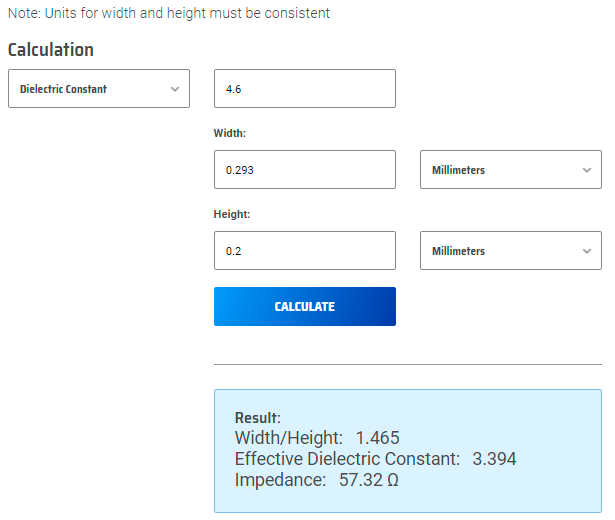 Note: Units for width and height must be consistent
Calculation
Dielectric Constant
4.6
Width:
0.293
Millimeters
Height:
0.2
Millimeters
CALCULATE
Result:
Width/Height: 1.465
Effective Dielectric Constant: 3.394
Impedance: 57.32 Ω